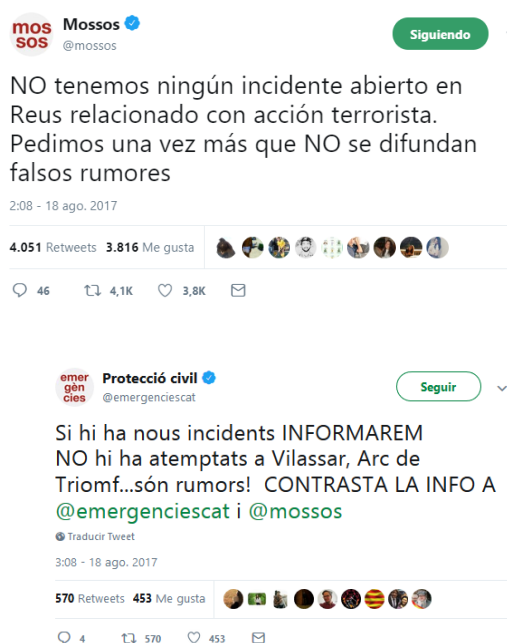 mos
sos
Mossos
@mossos
Siguiendo
NO tenemos ningún incidente abierto en
Reus relacionado con acción terrorista.
Pedimos una vez más que NO se difundan
falsos rumores
2:08 - 18 ago. 2017
4.051 Retweets 3.816 Me gusta
46 4,1K 3,8K
emer
gèn
cies
Protecció civil
@emergenciescat
Seguir
Si hi ha nous incidents INFORMAREM
NO hi ha atemptats a Vilassar, Arc de
Triomf...són rumors! CONTRASTA LA INFO A
@emergenciescat i @mossos
Traducir Tweet
3:08 - 18 ago. 2017
570 Retweets 453 Me gusta
4 570 453